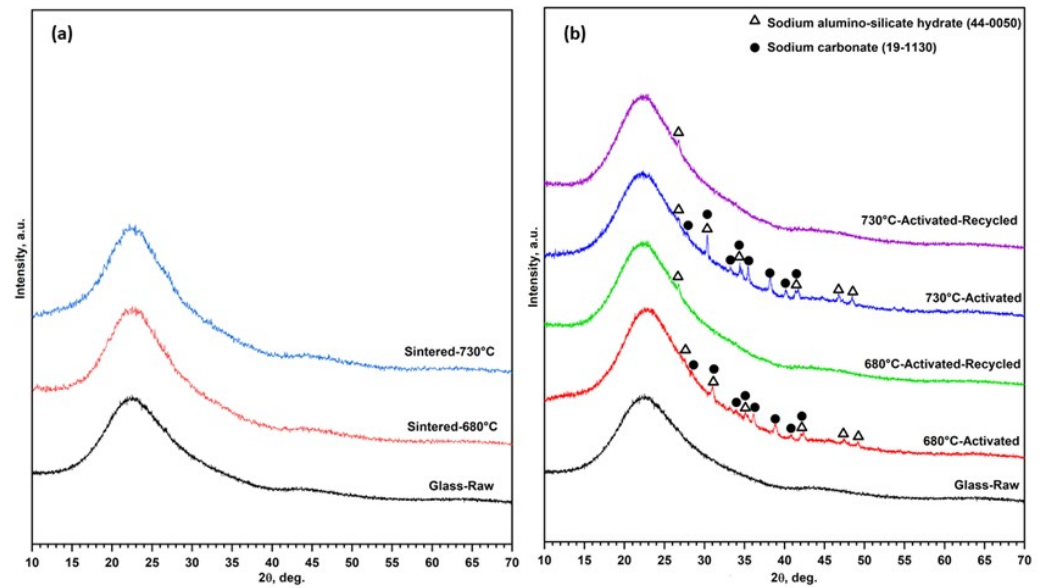 (a)
Intensity, a.u.
Sintered-730°C
Sintered-680°C
Glass-Raw
10 15 20 25 30 35 40 45 50 55 60 65 70
2θ, deg.
(b)
Sodium alumino-silicate hydrate (44-0050)
Sodium carbonate (19-1130)
Intensity, a.u.
730°C-Activated-Recycled
730°C-Activated
680°C-Activated-Recycled
680°C-Activated
Glass-Raw
10 15 20 25 30 35 40 45 50 55 60 65 70
2θ, deg.